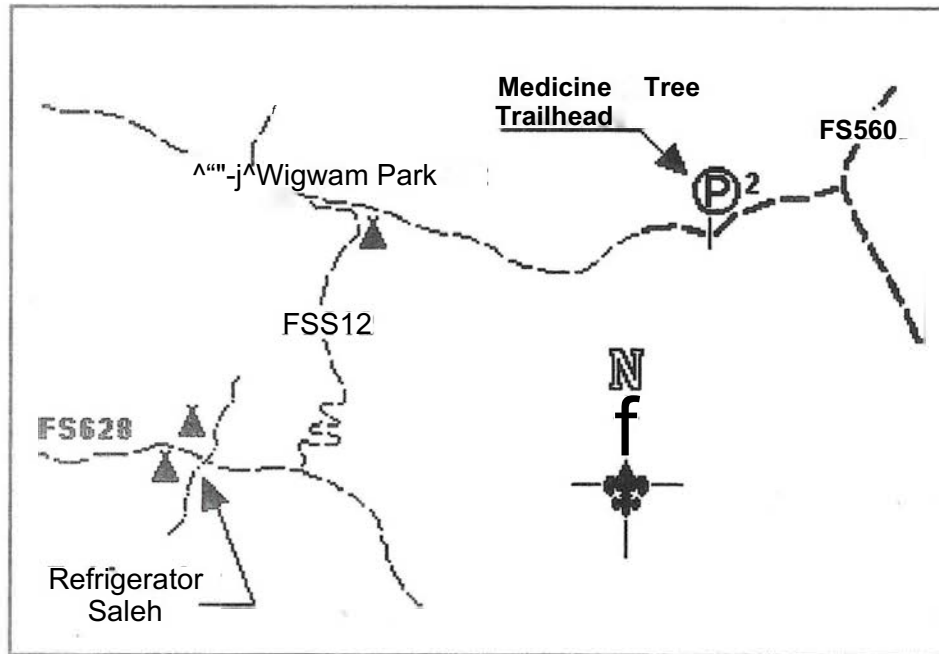 Medicine Tree
Trailhead
FS560
^“"-j^Wigwam Park
P 2
FSS12
N
f
FS628
Refrigerator
Saleh